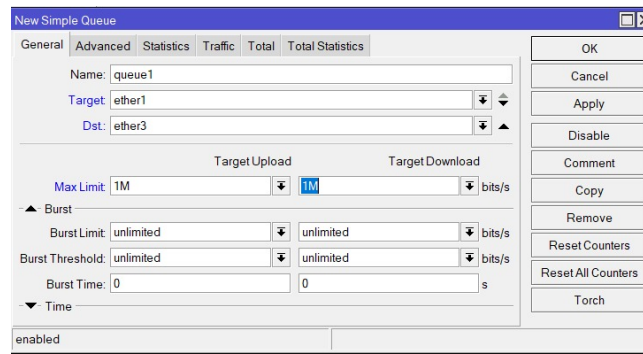 New Simple Queue
General Advanced Statistics Traffic Total Total Statistics
Name: queue1
Target: ether1
Dst.: ether3
Target Upload Target Download
Max Limit: 1M 1M bits/s
Burst
Burst Limit: unlimited unlimited bits/s
Burst Threshold: unlimited unlimited bits/s
Burst Time: 0 0 s
Time
enabled
OK
Cancel
Apply
Disable
Comment
Copy
Remove
Reset Counters
Reset All Counters
Torch